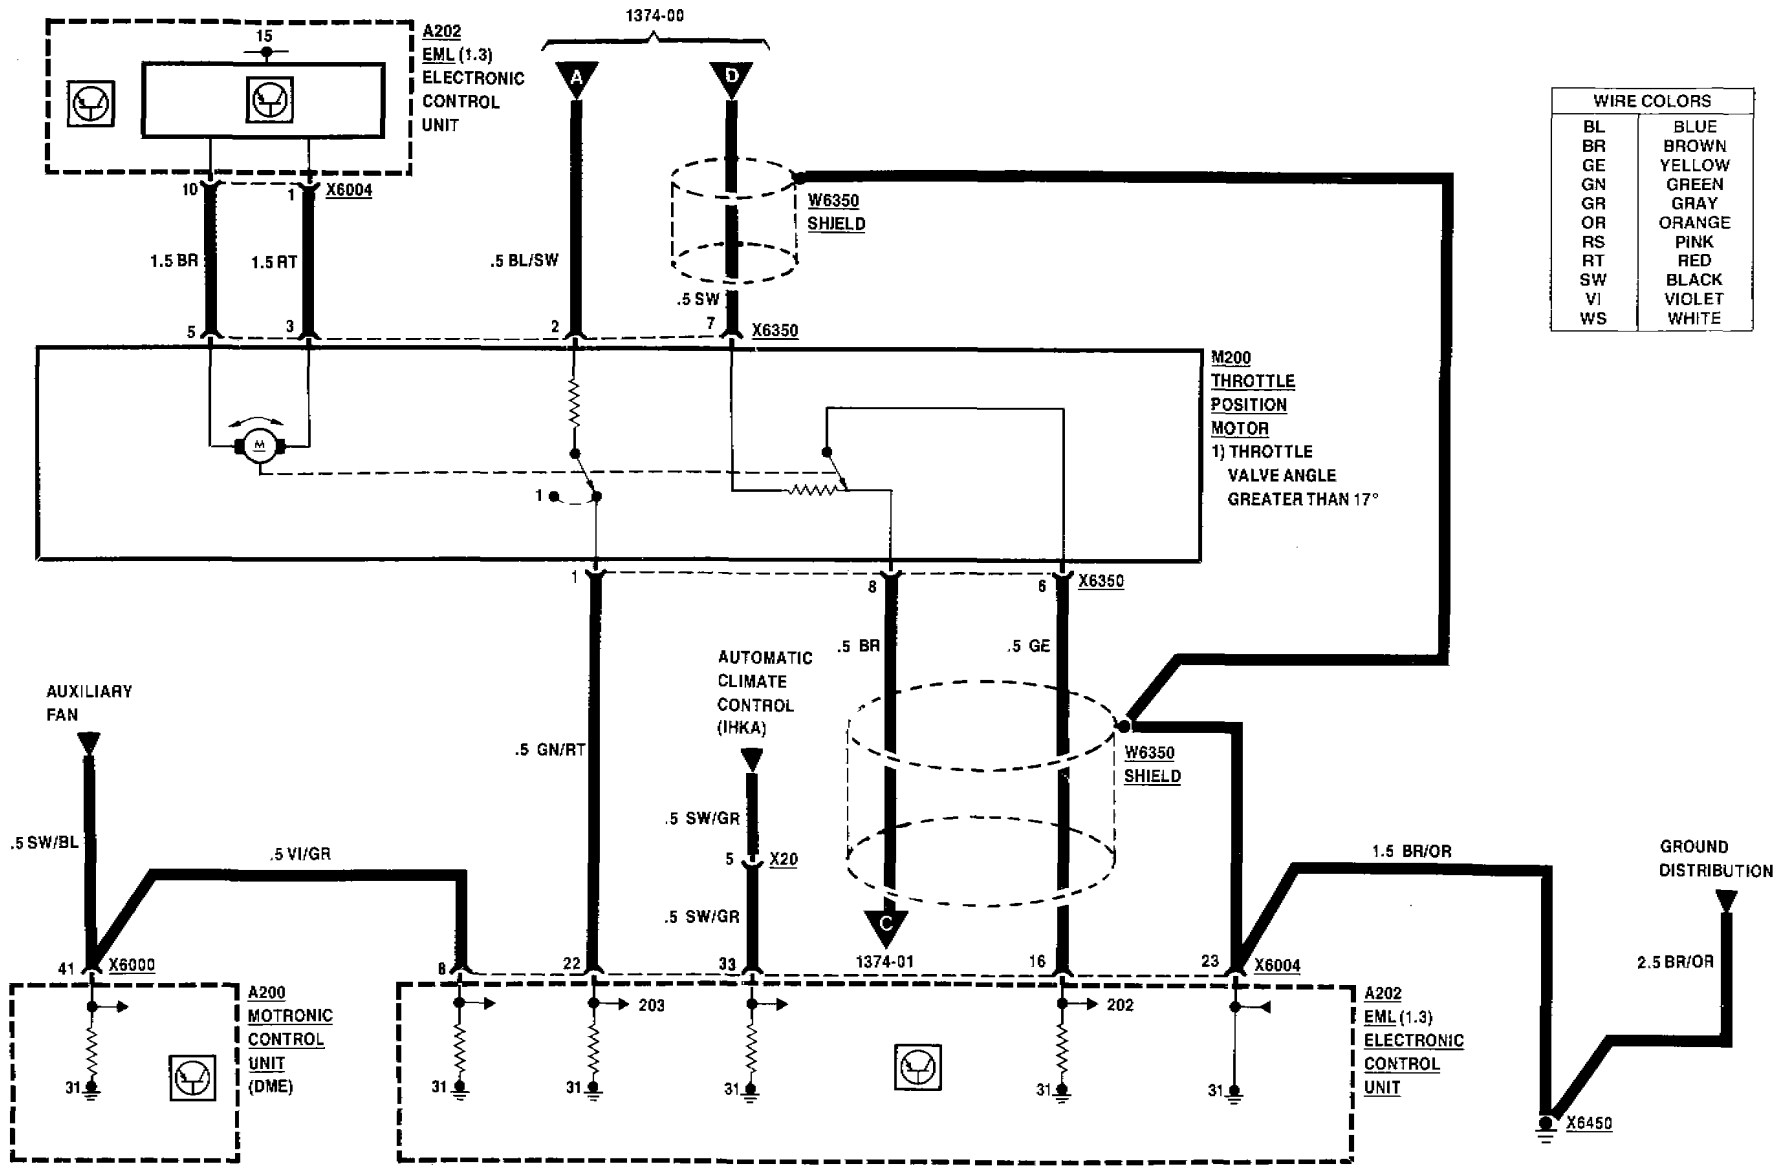 1374-00
15
A202
EML (1.3)
ELECTRONIC
CONTROL
UNIT
A
D
WIRE COLORS
BL BLUE
BR BROWN
GE YELLOW
GN GREEN
GR GRAY
OR ORANGE
RS PINK
RT RED
SW BLACK
VI VIOLET
WS WHITE
10
1
X6004
W6350
SHIELD
1.5 BR
1.5 RT
.5 BL/SW
.5 SW
5
3
2
7
X6350
M200
THROTTLE
POSITION
MOTOR
1) THROTTLE
VALVE ANGLE
GREATER THAN 17°
M
1
1
8
6
X6350
.5 BR
.5 GE
AUTOMATIC
CLIMATE
CONTROL
(IHKA)
AUXILIARY
FAN
.5 GN/RT
W6350
SHIELD
.5 SW/BL
.5 VI/GR
.5 SW/GR
5
X20
.5 SW/GR
1.5 BR/OR
GROUND
DISTRIBUTION
C
1374-01
2.5 BR/OR
41
X6000
8
22
33
16
23
X6004
A200
MOTRONIC
CONTROL
UNIT
(DME)
203
202
A202
EML (1.3)
ELECTRONIC
CONTROL
UNIT
31
31
31
31
31
31
X6450